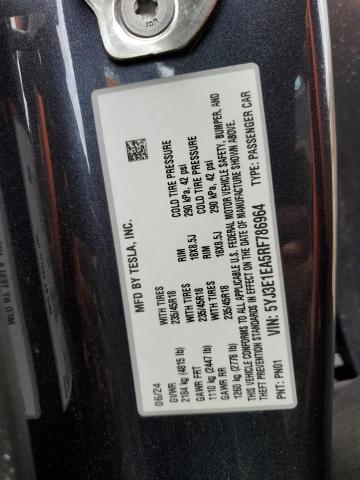 MFD BY TESLA, INC.
06/24
GVWR
2184 kg (4815 lb) WITH TIRES 235/45R18 RIM 18X8.5J COLD TIRE PRESSURE 290 kPa, 42 psi
GAWR FRT
1110 kg (2447 lb) WITH TIRES 235/45R18 RIM 18X8.5J COLD TIRE PRESSURE 290 kPa, 42 psi
GAWR RR
1260 kg (2778 lb)
THIS VEHICLE CONFORMS TO ALL APPLICABLE U.S. FEDERAL MOTOR VEHICLE SAFETY, BUMPER, AND
THEFT PREVENTION STANDARDS IN EFFECT ON THE DATE OF MANUFACTURE SHOWN ABOVE.
VIN: 5YJ3E1EA5RF786964 TYPE: PASSENGER CAR
PNT: PN01